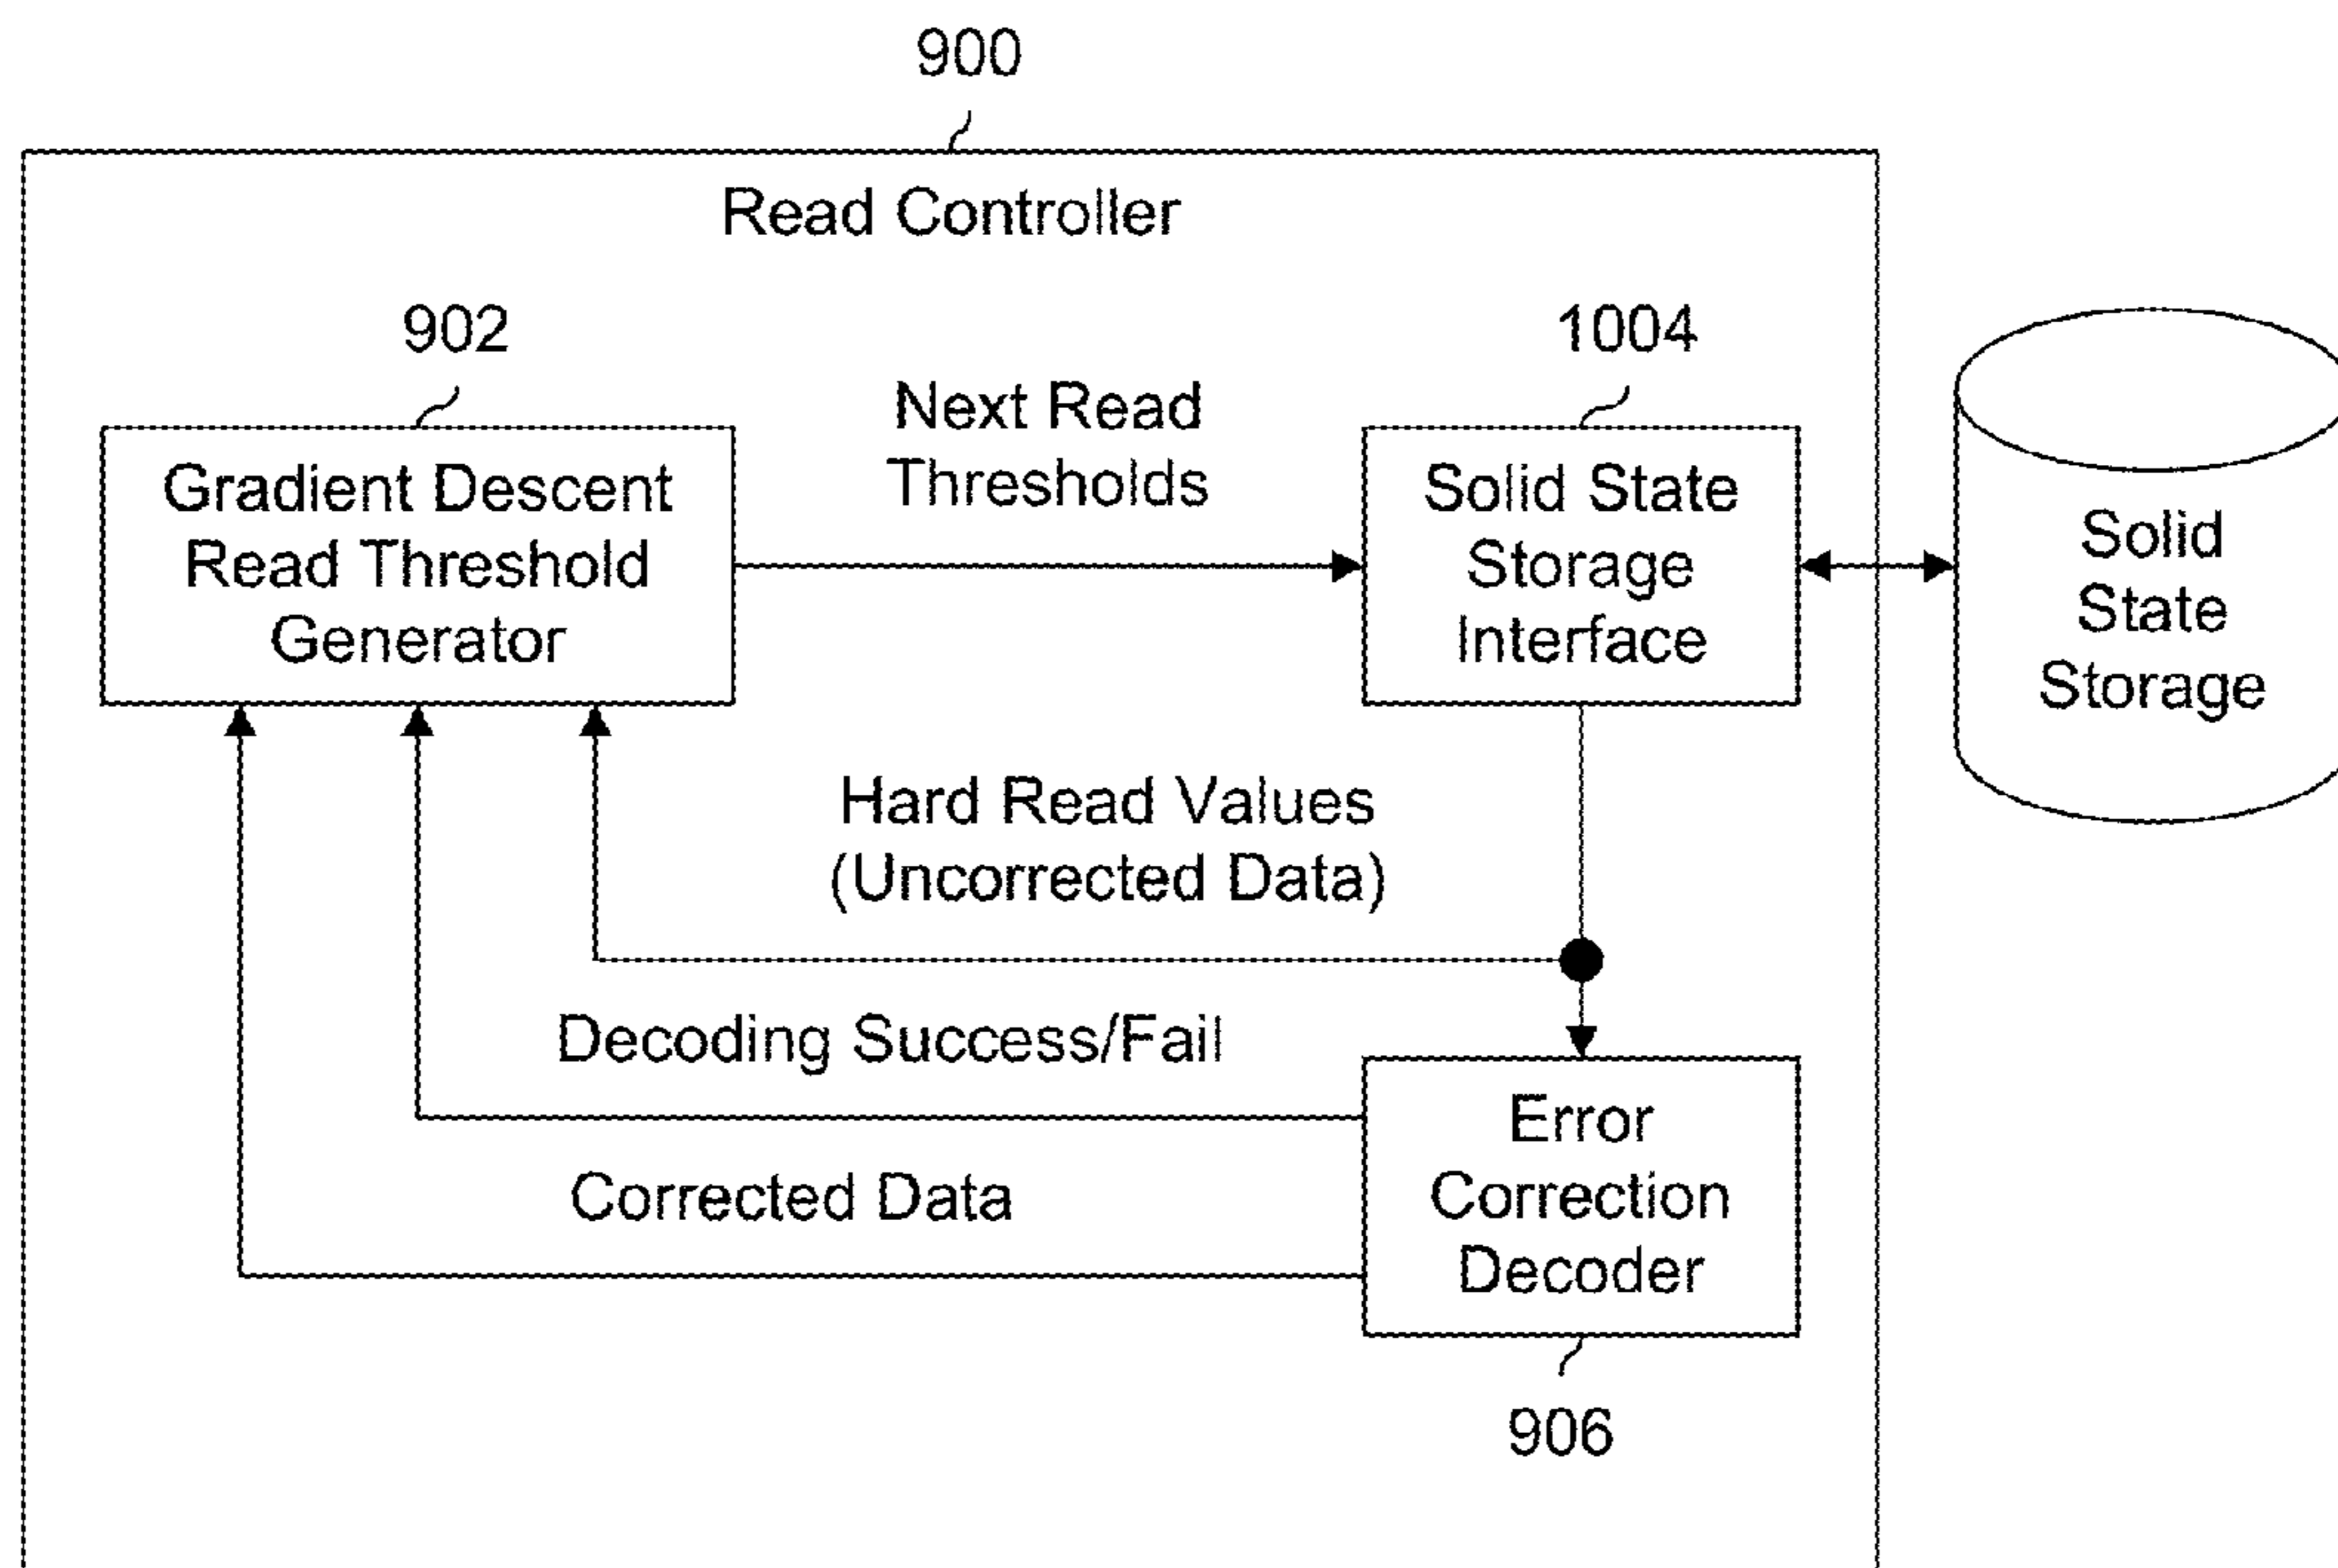 900
Read Controller
902
1004
Next Read
Thresholds
Gradient Descent
Read Threshold
Generator
Solid State
Storage
Interface
Solid
State
Storage
Hard Read Values
(Uncorrected Data)
Decoding Success/Fail
Corrected Data
Error
Correction
Decoder
906